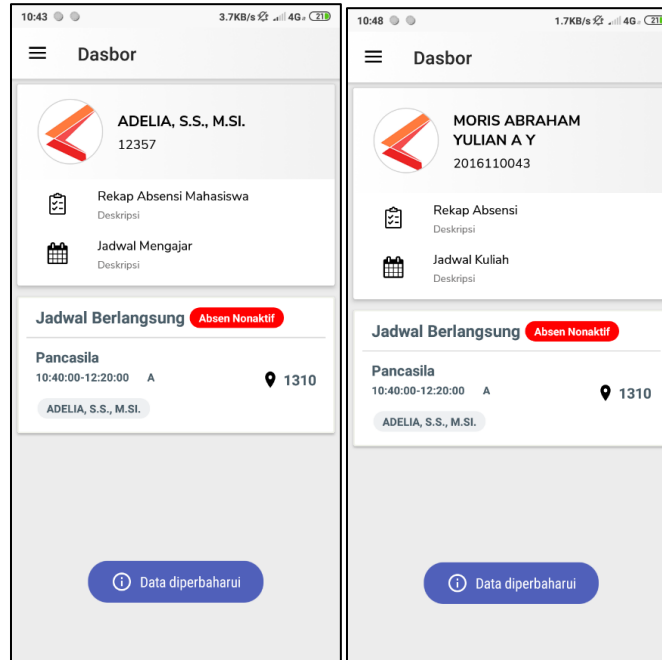 10:43 3.7KB/s 4G 21
Dasbor
ADELIA, S.S., M.SI.
12357
Rekap Absensi Mahasiswa
Deskripsi
Jadwal Mengajar
Deskripsi
Jadwal Berlangsung Absen Nonaktif
Pancasila
10:40:00-12:20:00 A 1310
ADELIA, S.S., M.SI.
Data diperbaharui
10:48 1.7KB/s 4G 21
Dasbor
MORIS ABRAHAM
YULIAN A Y
2016110043
Rekap Absensi
Deskripsi
Jadwal Kuliah
Deskripsi
Jadwal Berlangsung Absen Nonaktif
Pancasila
10:40:00-12:20:00 A 1310
ADELIA, S.S., M.SI.
Data diperbaharui